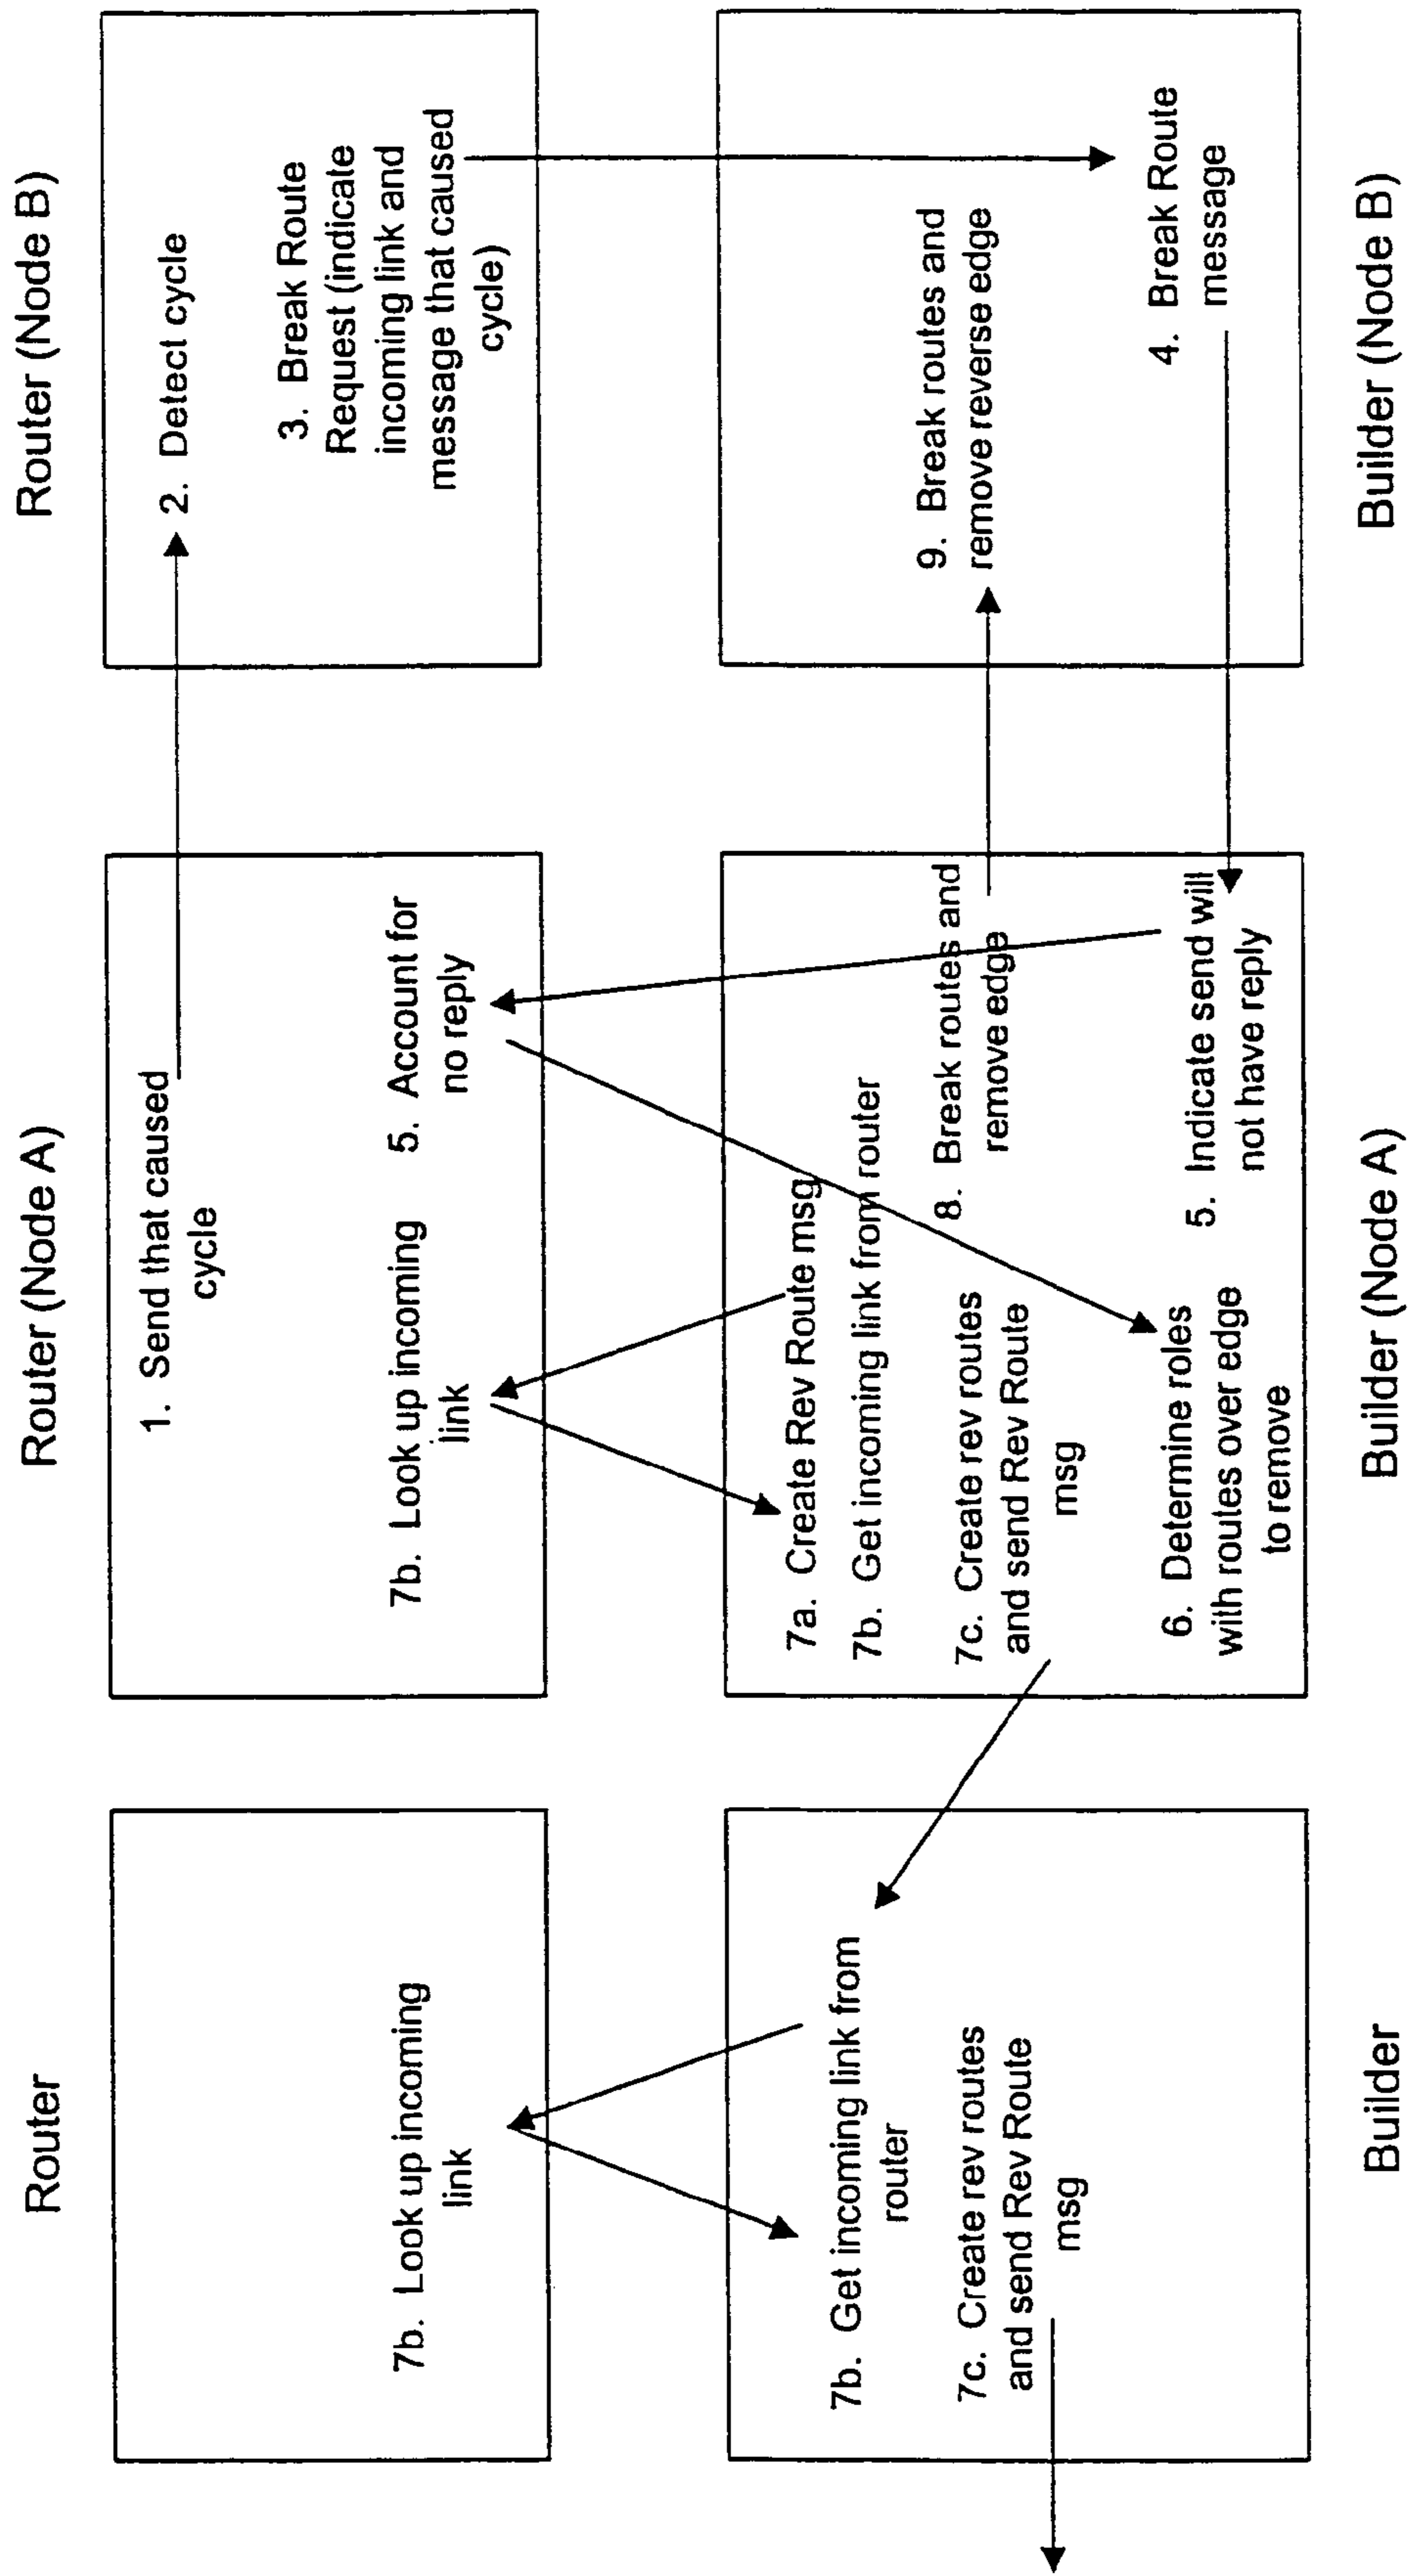 Router
Router (Node A)
Router (Node B)
7b. Look up incoming
link
1. Send that caused
cycle
7b. Look up incoming
link
5. Account for
no reply
2. Detect cycle
3. Break Route
Request (indicate
incoming link and
message that caused
cycle)
7b. Get incoming link from
router
7c. Create rev routes
and send Rev Route
msg
7a. Create Rev Route msg
7b. Get incoming link from router
7c. Create rev routes
and send Rev Route
msg
8. Break routes and
remove edge
6. Determine roles
with routes over edge
to remove
5. Indicate send will
not have reply
9. Break routes and
remove reverse edge
4. Break Route
message
Builder
Builder (Node A)
Builder (Node B)